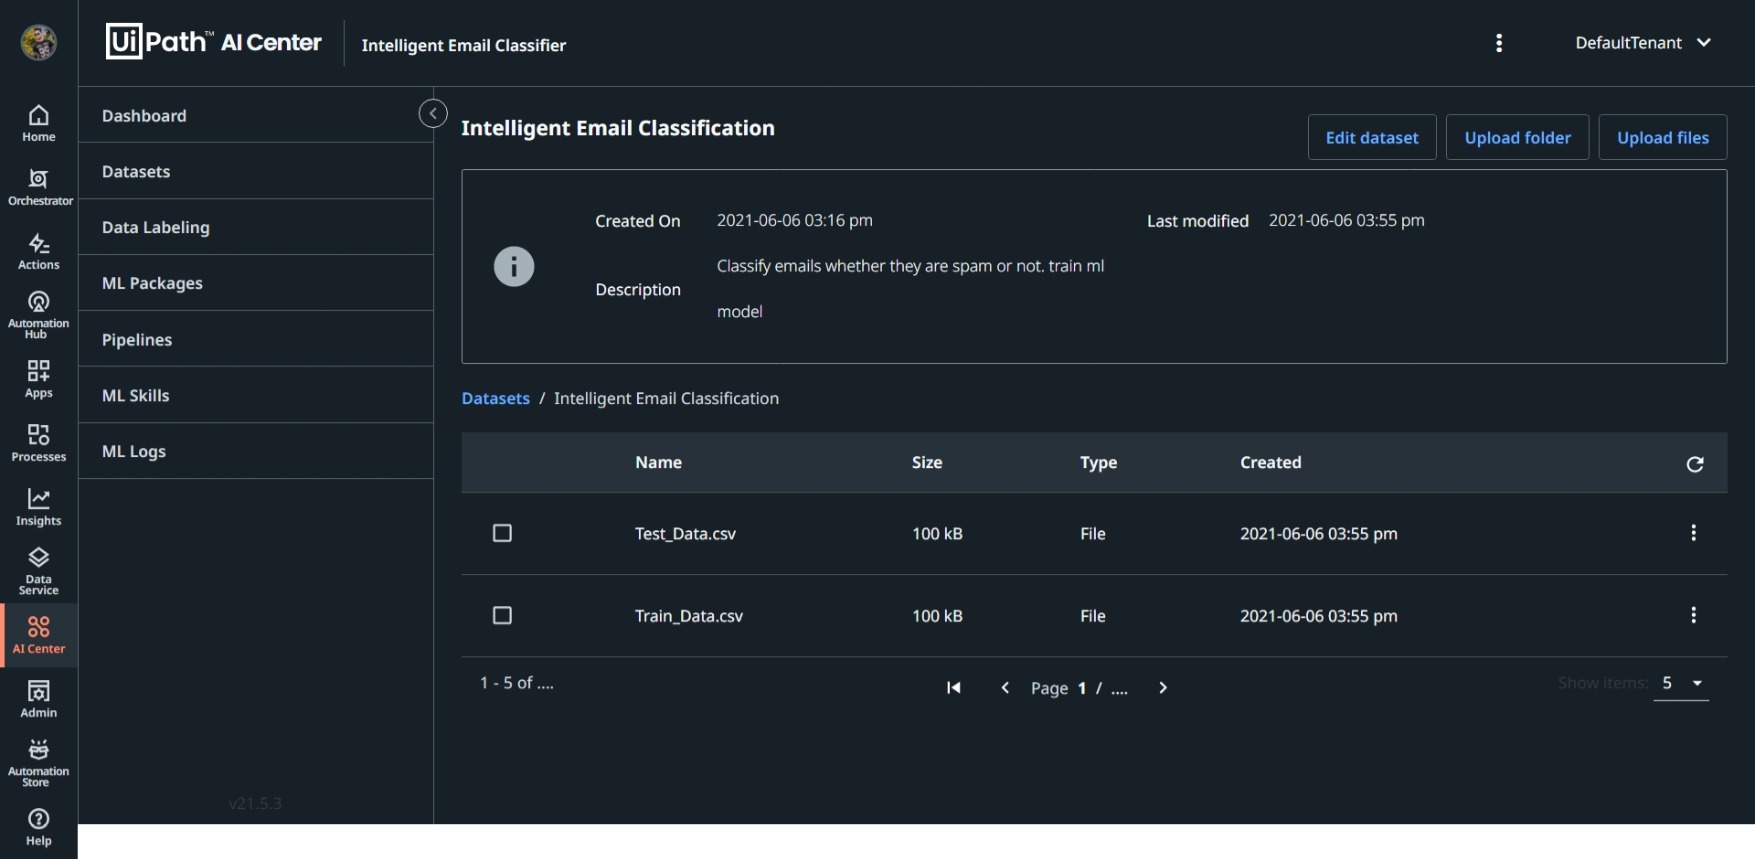 UiPath™ AI Center
Intelligent Email Classifier
DefaultTenant
Home
Orchestrator
Actions
Automation
Hub
Apps
Processes
Insights
Data
Service
AI Center
Admin
Automation
Store
Help
Dashboard
Datasets
Data Labeling
ML Packages
Pipelines
ML Skills
ML Logs
v21.5.3
Intelligent Email Classification
Edit dataset
Upload folder
Upload files
Created On 2021-06-06 03:16 pm Last modified 2021-06-06 03:55 pm
Description Classify emails whether they are spam or not. train ml
model
Datasets / Intelligent Email Classification
Name Size Type Created
Test_Data.csv 100 kB File 2021-06-06 03:55 pm
Train_Data.csv 100 kB File 2021-06-06 03:55 pm
1 - 5 of .... Page 1 / .... Show items: 5